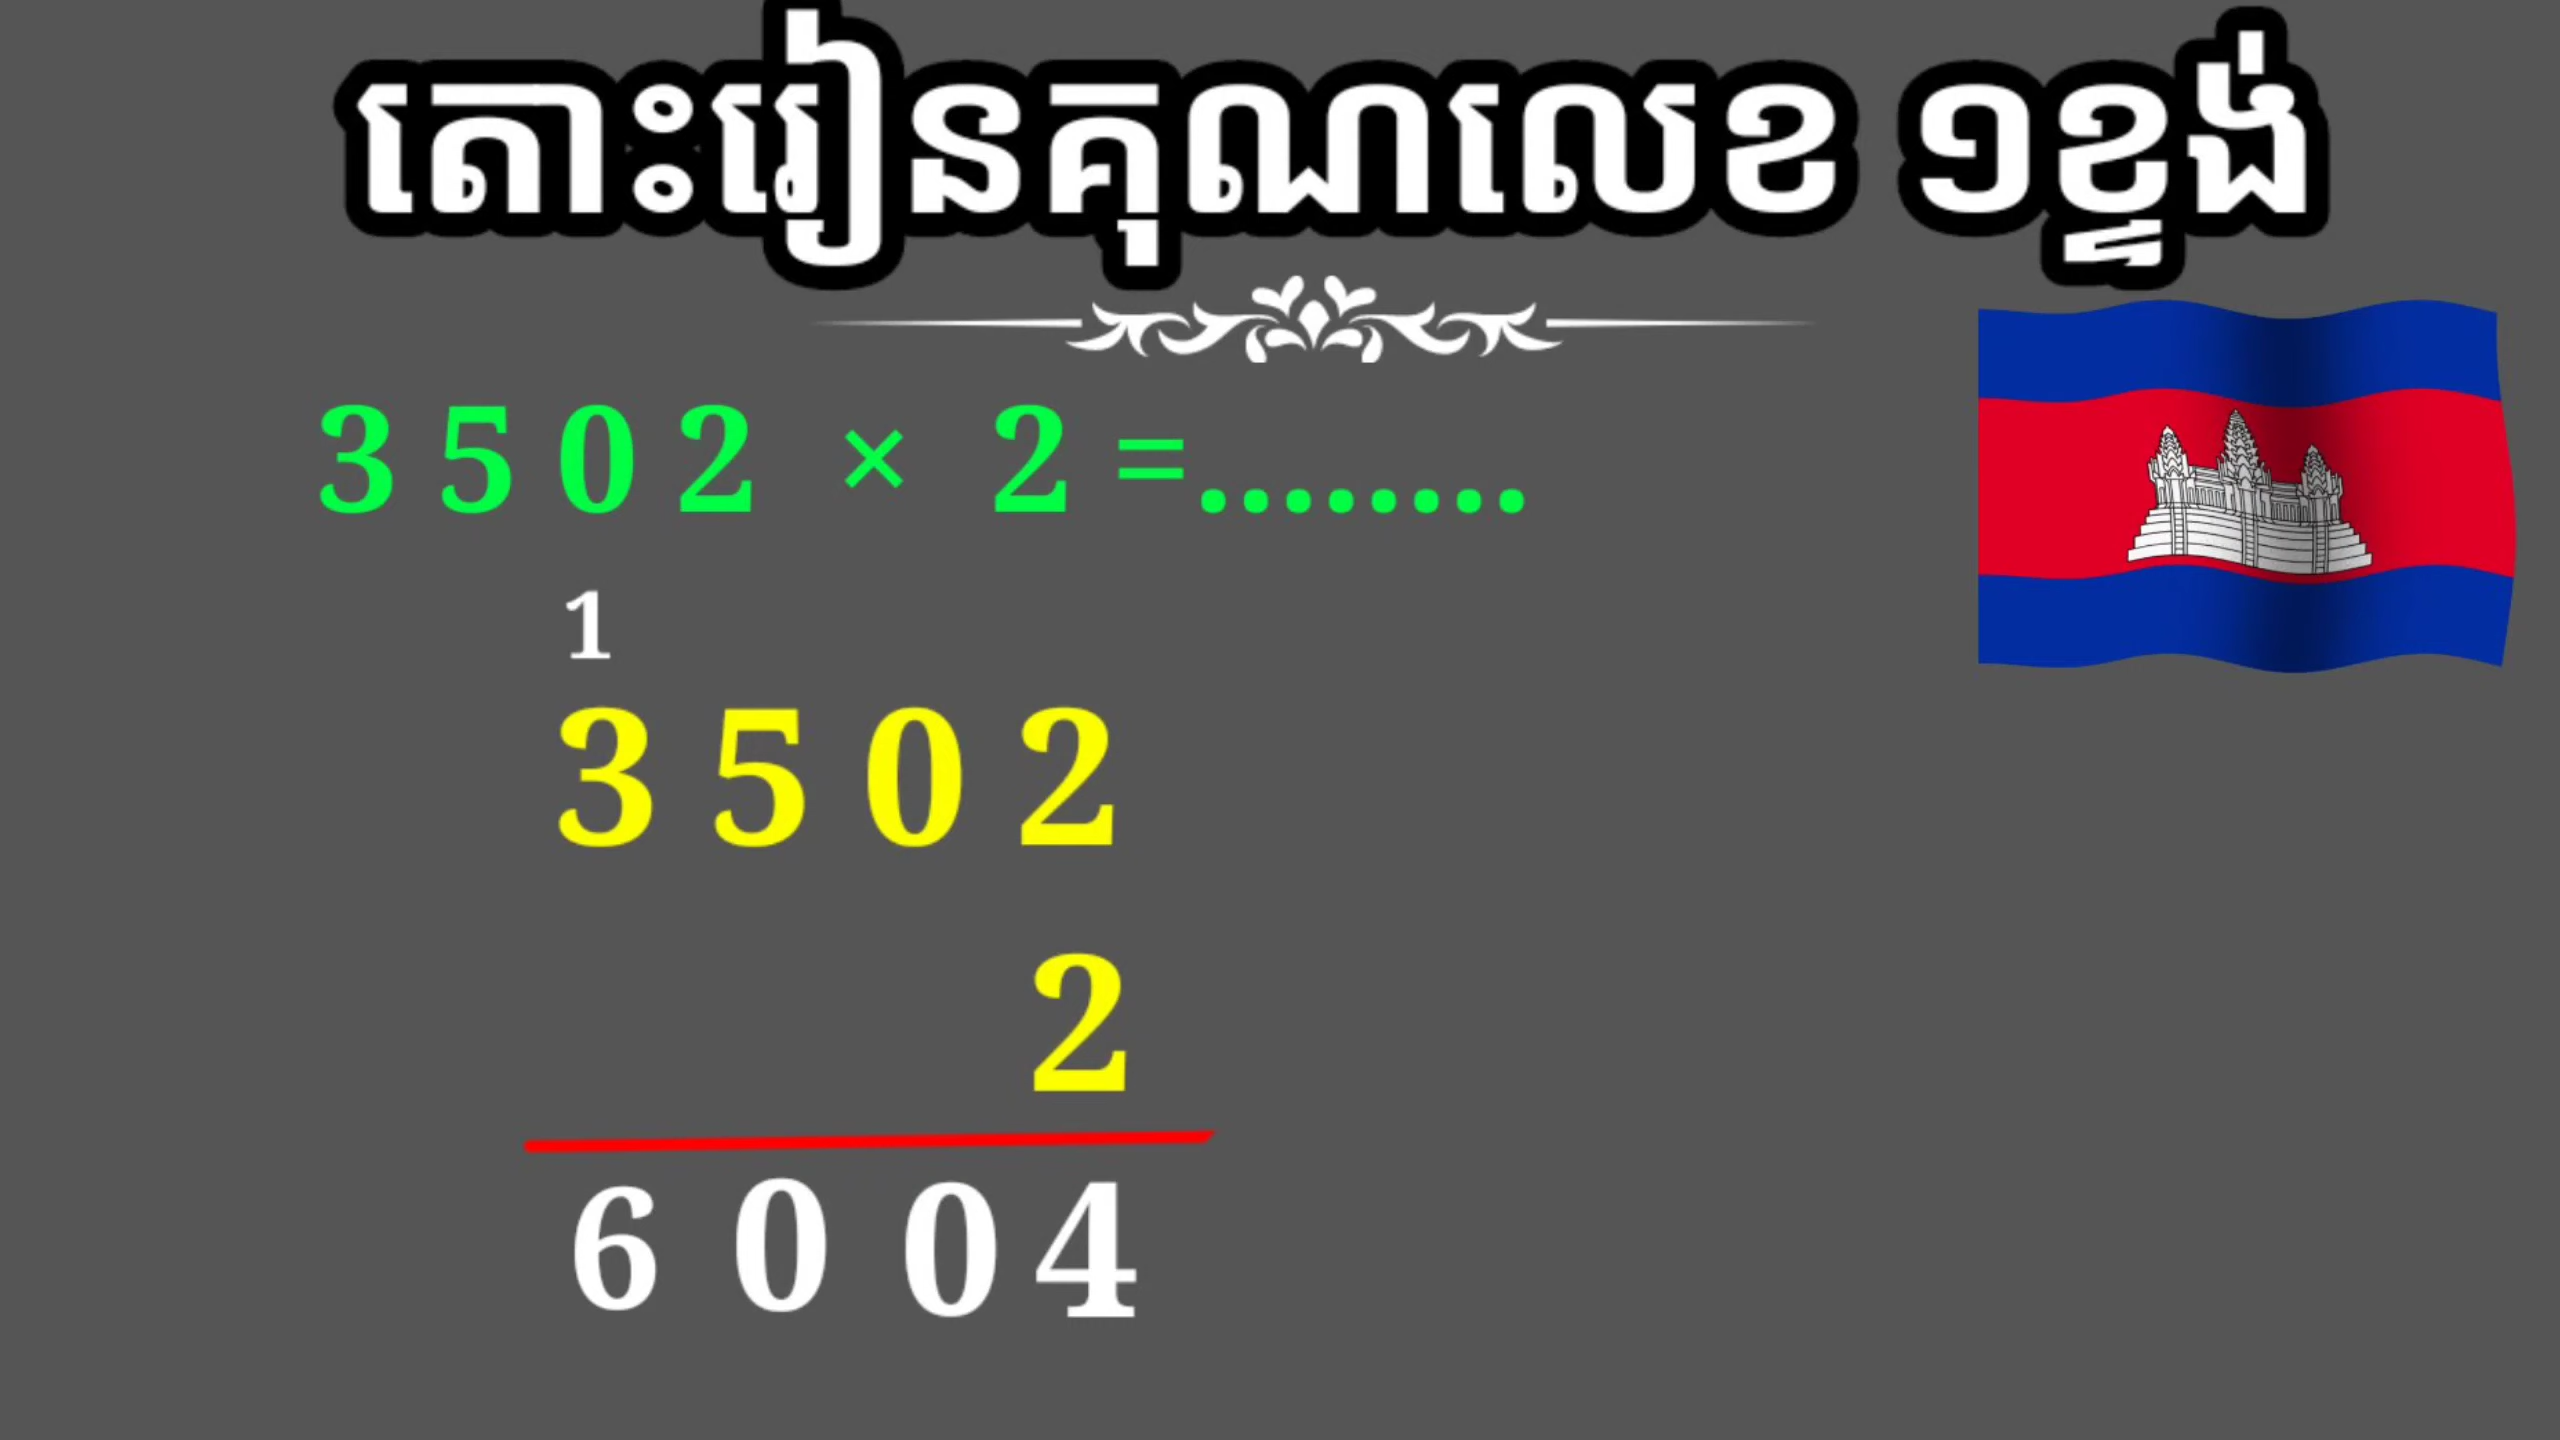 តោះរៀនគុណលេខ ១ខ្ទង់
3 5 0 2 × 2 =........
1
3 5 0 2
2
6 0 0 4